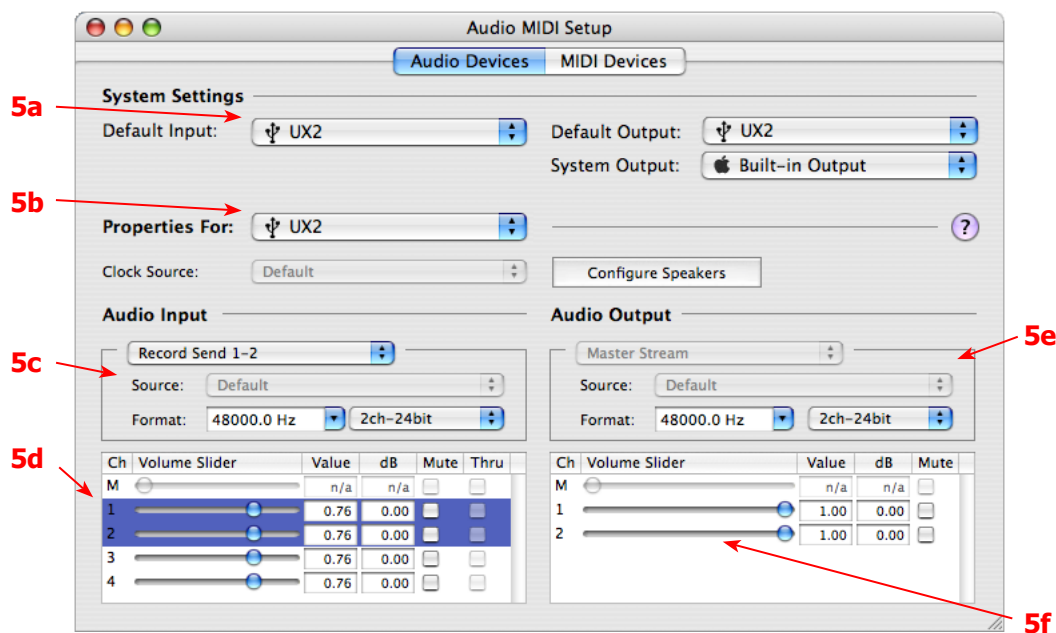 Audio MIDI Setup
Audio Devices MIDI Devices
System Settings
5a
Default Input: UX2 Default Output: UX2
System Output: Built-in Output
5b
Properties For: UX2 ?
Clock Source: Default Configure Speakers
Audio Input Audio Output
5e
Record Send 1-2 Master Stream
5c
Source: Default Source: Default
Format: 48000.0 Hz 2ch-24bit Format: 48000.0 Hz 2ch-24bit
5d
Ch Volume Slider Value dB Mute Thru Ch Volume Slider Value dB Mute
M n/a n/a M n/a n/a
1 0.76 0.00 1 1.00 0.00
2 0.76 0.00 2 1.00 0.00
3 0.76 0.00
4 0.76 0.00
5f